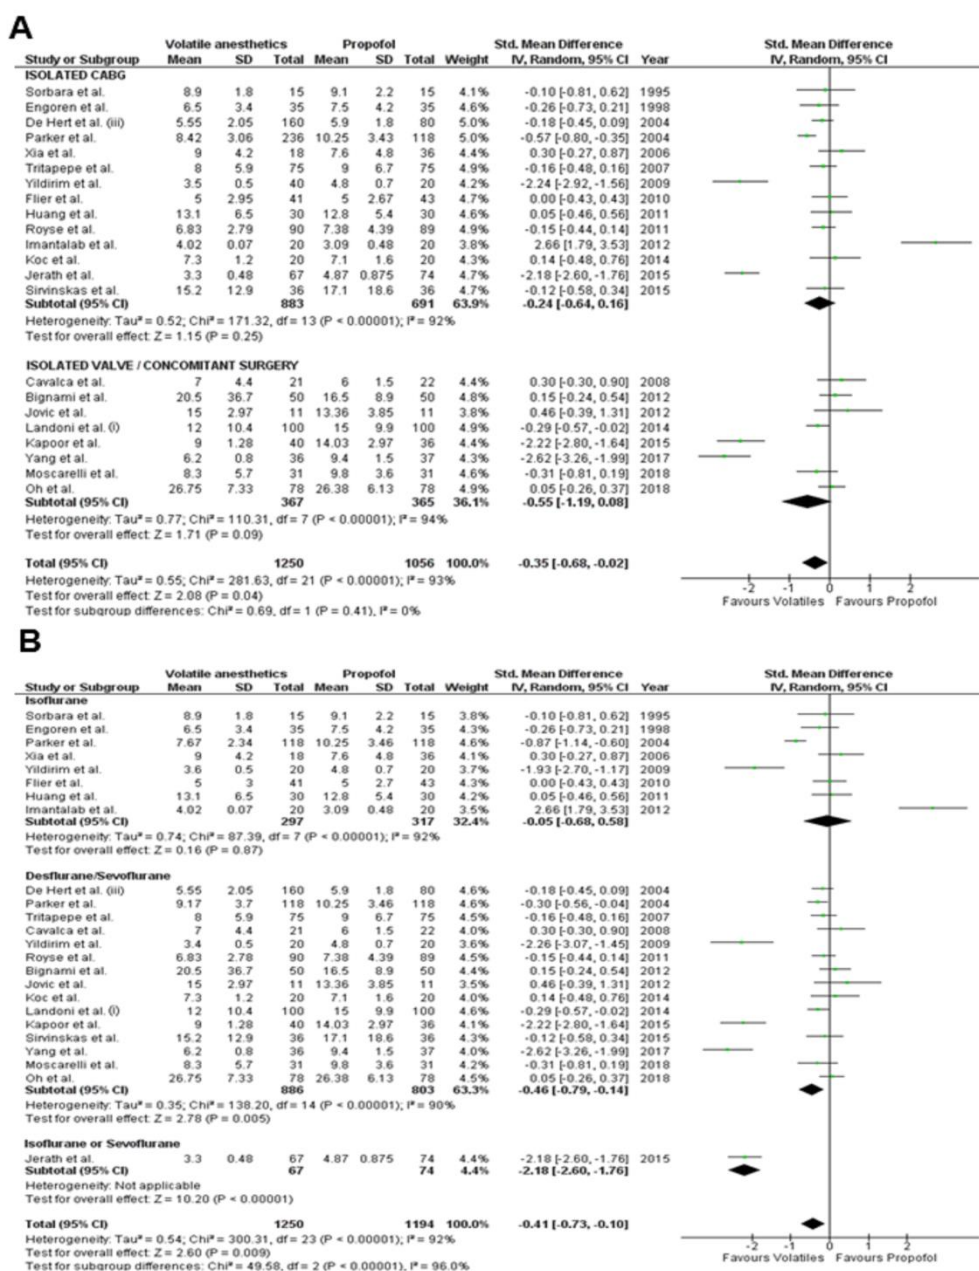 A
Volatile anesthetics Propofol Std. Mean Difference Std. Mean Difference
Study or Subgroup Mean SD Total Mean SD Total Weight IV, Random, 95% CI Year IV, Random, 95% CI
ISOLATED CABG
Sorbara et al. 8.9 1.8 15 9.1 2.2 15 4.1% -0.10 [-0.81, 0.62] 1995
Engoren et al. 6.5 3.4 35 7.5 4.2 35 4.5% -0.26 [-0.73, 0.21] 1998
De Hert et al. (iii) 5.55 2.05 160 5.9 1.8 80 4.9% -0.18 [-0.45, 0.09] 2004
Parker et al. 8.42 3.06 236 10.25 3.43 118 5.0% -0.57 [-0.80, -0.35] 2004
Xia et al. 9 4.2 18 7.6 4.8 36 4.4% 0.30 [-0.27, 0.87] 2006
Tritapepe et al. 8 5.9 75 9 6.7 75 4.9% -0.16 [-0.48, 0.16] 2007
Yildirim et al. 3.5 0.5 40 4.8 0.7 20 4.2% -2.24 [-2.92, -1.56] 2009
Flier et al. 5 2.95 41 5 2.67 43 4.7% 0.00 [-0.43, 0.43] 2010
Huang et al. 13.1 6.5 30 12.8 5.4 30 4.6% 0.05 [-0.46, 0.56] 2011
Royse et al. 6.83 2.79 90 7.38 4.39 89 4.9% -0.15 [-0.44, 0.14] 2011
Imantalab et al. 4.02 0.07 20 3.09 0.48 20 3.8% 2.66 [1.79, 3.53] 2012
Koc et al. 7.3 1.2 20 7.1 1.6 20 4.3% 0.14 [-0.48, 0.76] 2014
Jerath et al. 3.3 0.48 67 4.87 0.875 74 4.7% -2.18 [-2.60, -1.76] 2015
Sirvinskas et al. 15.2 12.9 36 17.1 18.6 36 4.7% -0.12 [-0.58, 0.34] 2015
Subtotal (95% CI) 883 691 63.9% -0.24 [-0.64, 0.16]
Heterogeneity: Tau² = 0.52; Chi² = 171.32, df = 13 (P < 0.00001); I² = 92%
Test for overall effect: Z = 1.15 (P = 0.25)
ISOLATED VALVE / CONCOMITANT SURGERY
Cavalca et al. 7 4.4 21 6 1.5 22 4.4% 0.30 [-0.30, 0.90] 2008
Bignami et al. 20.5 36.7 50 16.5 8.9 50 4.8% 0.15 [-0.24, 0.54] 2012
Jovic et al. 15 2.97 11 13.36 3.85 11 3.8% 0.46 [-0.39, 1.31] 2012
Landoni et al. (i) 12 10.4 100 15 9.9 100 4.9% -0.29 [-0.57, -0.02] 2014
Kapoor et al. 9 1.28 40 14.03 2.97 36 4.4% -2.22 [-2.80, -1.64] 2015
Yang et al. 6.2 0.8 36 9.4 1.5 37 4.3% -2.62 [-3.26, -1.99] 2017
Moscarelli et al. 8.3 5.7 31 9.8 3.6 31 4.6% -0.31 [-0.81, 0.19] 2018
Oh et al. 26.75 7.33 78 26.38 6.13 78 4.9% 0.05 [-0.26, 0.37] 2018
Subtotal (95% CI) 367 365 36.1% -0.55 [-1.19, 0.08]
Heterogeneity: Tau² = 0.77; Chi² = 110.31, df = 7 (P < 0.00001); I² = 94%
Test for overall effect: Z = 1.71 (P = 0.09)
Total (95% CI) 1250 1056 100.0% -0.35 [-0.68, -0.02]
Heterogeneity: Tau² = 0.55; Chi² = 281.63, df = 21 (P < 0.00001); I² = 93%
Test for overall effect: Z = 2.08 (P = 0.04)
Test for subgroup differences: Chi² = 0.69, df = 1 (P = 0.41), I² = 0%
-2 -1 0 1 2
Favours Volatiles Favours Propofol
B
Volatile anesthetics Propofol Std. Mean Difference Std. Mean Difference
Study or Subgroup Mean SD Total Mean SD Total Weight IV, Random, 95% CI Year IV, Random, 95% CI
Isoflurane
Sorbara et al. 8.9 1.8 15 9.1 2.2 15 3.8% -0.10 [-0.81, 0.62] 1995
Engoren et al. 6.5 3.4 35 7.5 4.2 35 4.3% -0.26 [-0.73, 0.21] 1998
Parker et al. 7.67 2.34 118 10.25 3.46 118 4.6% -0.87 [-1.14, -0.60] 2004
Xia et al. 9 4.2 18 7.6 4.8 36 4.1% 0.30 [-0.27, 0.87] 2006
Yildirim et al. 3.6 0.5 20 4.8 0.7 20 3.7% -1.93 [-2.70, -1.17] 2009
Flier et al. 5 3 41 5 2.7 43 4.4% 0.00 [-0.43, 0.43] 2010
Huang et al. 13.1 6.5 30 12.8 5.4 30 4.2% 0.05 [-0.46, 0.56] 2011
Imantalab et al. 4.02 0.07 20 3.09 0.48 20 3.5% 2.66 [1.79, 3.53] 2012
Subtotal (95% CI) 297 317 32.4% -0.05 [-0.68, 0.58]
Heterogeneity: Tau² = 0.74; Chi² = 87.39, df = 7 (P < 0.00001); I² = 92%
Test for overall effect: Z = 0.16 (P = 0.87)
Desflurane/Sevoflurane
De Hert et al. (iii) 5.55 2.05 160 5.9 1.8 80 4.6% -0.18 [-0.45, 0.09] 2004
Parker et al. 9.17 3.7 118 10.25 3.46 118 4.6% -0.30 [-0.56, -0.04] 2004
Tritapepe et al. 8 5.9 75 9 6.7 75 4.5% -0.16 [-0.48, 0.16] 2007
Cavalca et al. 7 4.4 21 6 1.5 22 4.0% 0.30 [-0.30, 0.90] 2008
Yildirim et al. 3.4 0.5 20 4.8 0.7 20 3.6% -2.26 [-3.07, -1.45] 2009
Royse et al. 6.83 2.78 90 7.38 4.39 89 4.6% -0.15 [-0.44, 0.14] 2011
Bignami et al. 20.5 36.7 50 16.5 8.9 50 4.4% 0.15 [-0.24, 0.54] 2012
Jovic et al. 15 2.97 11 13.36 3.85 11 3.5% 0.46 [-0.39, 1.31] 2012
Koc et al. 7.3 1.2 20 7.1 1.6 20 4.0% 0.14 [-0.48, 0.76] 2014
Landoni et al. (i) 12 10.4 100 15 9.9 100 4.6% -0.29 [-0.57, -0.02] 2014
Kapoor et al. 9 1.28 40 14.03 2.97 36 4.1% -2.22 [-2.80, -1.64] 2015
Sirvinskas et al. 15.2 12.9 36 17.1 18.6 36 4.3% -0.12 [-0.58, 0.34] 2015
Yang et al. 6.2 0.8 36 9.4 1.5 37 4.0% -2.62 [-3.26, -1.99] 2017
Moscarelli et al. 8.3 5.7 31 9.8 3.6 31 4.2% -0.31 [-0.81, 0.19] 2018
Oh et al. 26.75 7.33 78 26.38 6.13 78 4.5% 0.05 [-0.26, 0.37] 2018
Subtotal (95% CI) 886 803 63.3% -0.46 [-0.79, -0.14]
Heterogeneity: Tau² = 0.35; Chi² = 138.20, df = 14 (P < 0.00001); I² = 90%
Test for overall effect: Z = 2.78 (P = 0.005)
Isoflurane or Sevoflurane
Jerath et al. 3.3 0.48 67 4.87 0.875 74 4.4% -2.18 [-2.60, -1.76] 2015
Subtotal (95% CI) 67 74 4.4% -2.18 [-2.60, -1.76]
Heterogeneity: Not applicable
Test for overall effect: Z = 10.20 (P < 0.00001)
Total (95% CI) 1250 1194 100.0% -0.41 [-0.73, -0.10]
Heterogeneity: Tau² = 0.54; Chi² = 300.31, df = 23 (P < 0.00001); I² = 92%
Test for overall effect: Z = 2.60 (P = 0.009)
Test for subgroup differences: Chi² = 49.58, df = 2 (P < 0.00001), I² = 96.0%
-2 -1 0 1 2
Favours Volatiles Favours Propofol